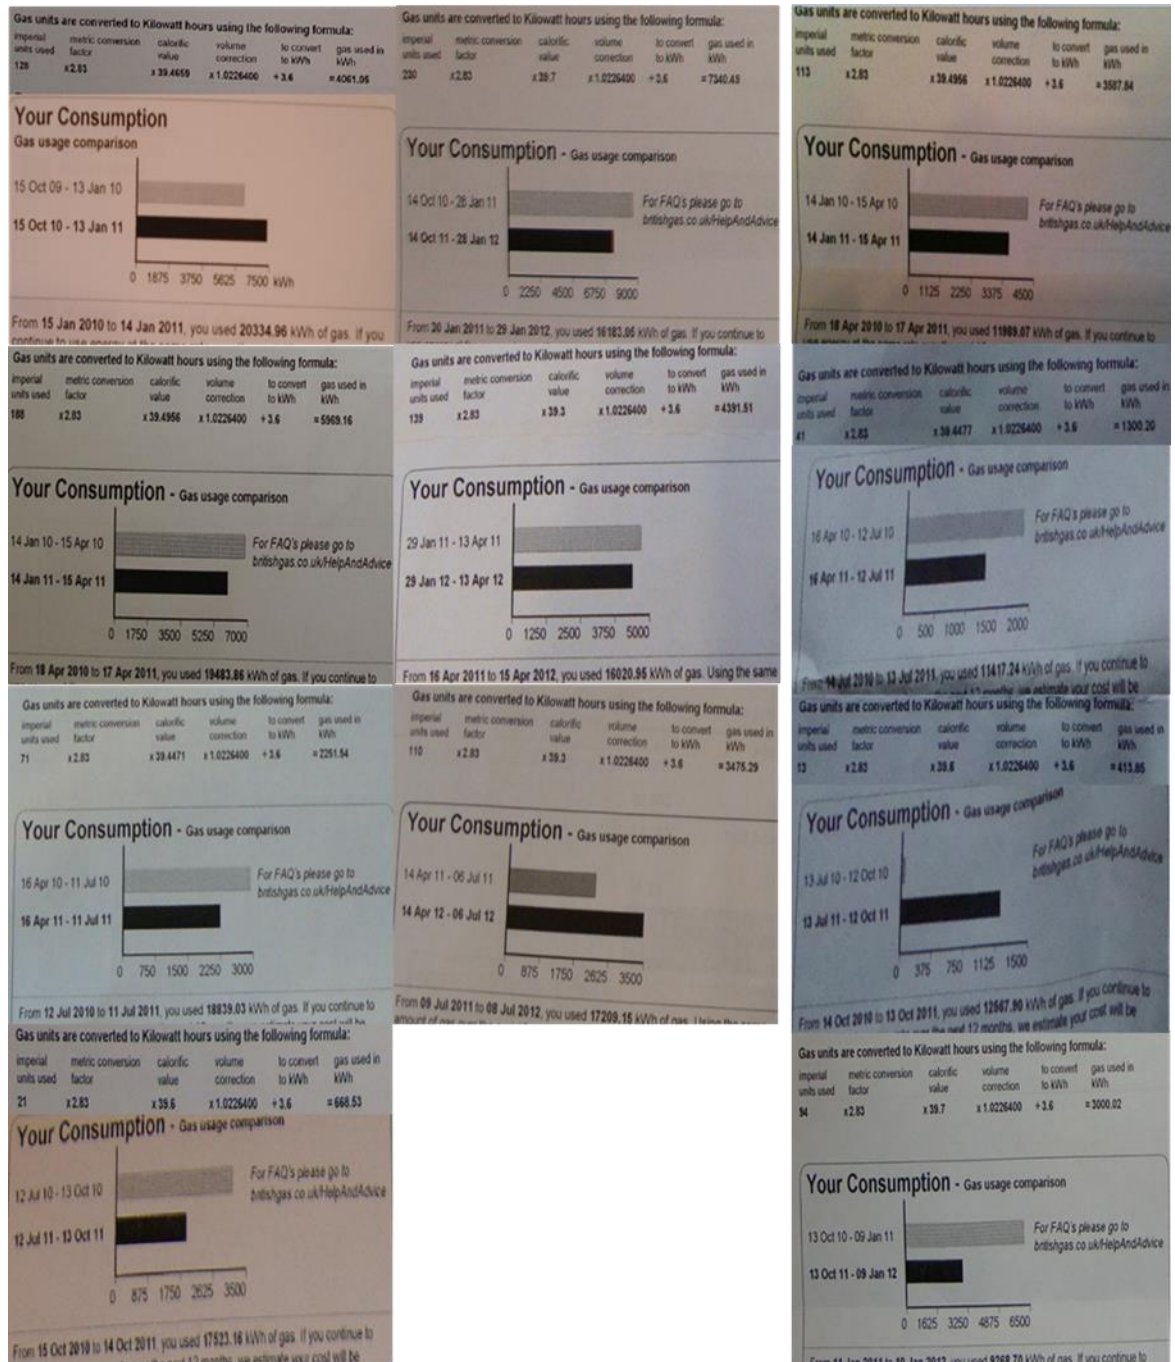 Gas units are converted to Kilowatt hours using the following formula:
imperial units used metric conversion factor calorific value volume correction to convert to kWh gas used in kWh
128 x2.83 x 39.4659 x 1.0226400 ÷3.6 =4061.05
Your Consumption
Gas usage comparison
15 Oct 09 - 13 Jan 10
15 Oct 10 - 13 Jan 11
0 1875 3750 5625 7500 kWh
From 15 Jan 2010 to 14 Jan 2011, you used 20334.96 kWh of gas. If you
Gas units are converted to Kilowatt hours using the following formula:
imperial units used metric conversion factor calorific value volume correction to convert to kWh gas used in kWh
188 x2.83 x 39.4956 x 1.0226400 ÷3.6 =5969.16
Your Consumption - Gas usage comparison
14 Jan 10 - 15 Apr 10
14 Jan 11 - 15 Apr 11
For FAQ's please go to
britishgas.co.uk/HelpAndAdvice
0 1750 3500 5250 7000
From 18 Apr 2010 to 17 Apr 2011, you used 19483.86 kWh of gas. If you continue to
Gas units are converted to Kilowatt hours using the following formula:
imperial units used metric conversion factor calorific value volume correction to convert to kWh gas used in kWh
71 x2.83 x 39.4471 x 1.0226400 ÷3.6 =2251.54
Your Consumption - Gas usage comparison
16 Apr 10 - 11 Jul 10
16 Apr 11 - 11 Jul 11
For FAQ's please go to
britishgas.co.uk/HelpAndAdvice
0 750 1500 2250 3000
From 12 Jul 2010 to 11 Jul 2011, you used 18839.03 kWh of gas. If you continue to
Gas units are converted to Kilowatt hours using the following formula:
imperial units used metric conversion factor calorific value volume correction to convert to kWh gas used in kWh
21 x2.83 x 39.6 x 1.0226400 ÷3.6 =668.53
Your Consumption - Gas usage comparison
12 Jul 10 - 13 Oct 10
12 Jul 11 - 13 Oct 11
For FAQ's please go to
britishgas.co.uk/HelpAndAdvice
0 875 1750 2625 3500
From 15 Oct 2010 to 14 Oct 2011, you used 17523.16 kWh of gas. If you continue to
the next 12 months, we estimate your cost will be
Gas units are converted to Kilowatt hours using the following formula:
imperial units used metric conversion factor calorific value volume correction to convert to kWh gas used in kWh
230 x2.83 x 39.7 x 1.0226400 ÷3.6 =7340.49
Your Consumption - Gas usage comparison
14 Oct 10 - 28 Jan 11
14 Oct 11 - 28 Jan 12
For FAQ's please go to
britishgas.co.uk/HelpAndAdvice
0 2250 4500 6750 9000
From 30 Jan 2011 to 29 Jan 2012, you used 16183.05 kWh of gas. If you continue to
Gas units are converted to Kilowatt hours using the following formula:
imperial units used metric conversion factor calorific value volume correction to convert to kWh gas used in kWh
139 x2.83 x 39.3 x 1.0226400 ÷3.6 =4391.51
Your Consumption - Gas usage comparison
29 Jan 11 - 13 Apr 11
29 Jan 12 - 13 Apr 12
0 1250 2500 3750 5000
From 16 Apr 2011 to 15 Apr 2012, you used 16020.95 kWh of gas. Using the same
Gas units are converted to Kilowatt hours using the following formula:
imperial units used metric conversion factor calorific value volume correction to convert to kWh gas used in kWh
110 x2.83 x 39.3 x 1.0226400 ÷3.6 =3475.29
Your Consumption - Gas usage comparison
14 Apr 11 - 06 Jul 11
14 Apr 12 - 06 Jul 12
0 875 1750 2625 3500
From 09 Jul 2011 to 08 Jul 2012, you used 17209.15 kWh of gas. Using the
Gas units are converted to Kilowatt hours using the following formula:
imperial units used metric conversion factor calorific value volume correction to convert to kWh gas used in kWh
113 x2.83 x 39.4956 x 1.0226400 ÷3.6 =3587.84
Your Consumption - Gas usage comparison
14 Jan 10 - 15 Apr 10
14 Jan 11 - 15 Apr 11
For FAQ's please go to
britishgas.co.uk/HelpAndAdvice
0 1125 2250 3375 4500
From 18 Apr 2010 to 17 Apr 2011, you used 11989.07 kWh of gas. If you continue to
Gas units are converted to Kilowatt hours using the following formula:
imperial units used metric conversion factor calorific value volume correction to convert to kWh gas used in kWh
41 x2.83 x 39.4477 x 1.0226400 ÷3.6 =1300.20
Your Consumption - Gas usage comparison
16 Apr 10 - 12 Jul 10
16 Apr 11 - 12 Jul 11
For FAQ's please go to
britishgas.co.uk/HelpAndAdvice
0 500 1000 1500 2000
From 14 Jul 2010 to 13 Jul 2011, you used 11417.24 kWh of gas. If you continue to
12 months, we estimate your cost will be
Gas units are converted to Kilowatt hours using the following formula:
imperial units used metric conversion factor calorific value volume correction to convert to kWh gas used in kWh
13 x2.83 x 39.6 x 1.0226400 ÷3.6 =413.85
Your Consumption - Gas usage comparison
13 Jul 10 - 12 Oct 10
13 Jul 11 - 12 Oct 11
For FAQ's please go to
britishgas.co.uk/HelpAndAdvice
0 375 750 1125 1500
From 14 Oct 2010 to 13 Oct 2011, you used 12667.90 kWh of gas. If you continue to
the next 12 months, we estimate your cost will be
Gas units are converted to Kilowatt hours using the following formula:
imperial units used metric conversion factor calorific value volume correction to convert to kWh gas used in kWh
94 x2.83 x 39.7 x 1.0226400 ÷3.6 =3000.02
Your Consumption - Gas usage comparison
13 Oct 10 - 09 Jan 11
13 Oct 11 - 09 Jan 12
For FAQ's please go to
britishgas.co.uk/HelpAndAdvice
0 1625 3250 4875 6500
From 11 Jan 2011 to 10 Jan 2012, you used 9268.70 kWh of gas. If you continue to